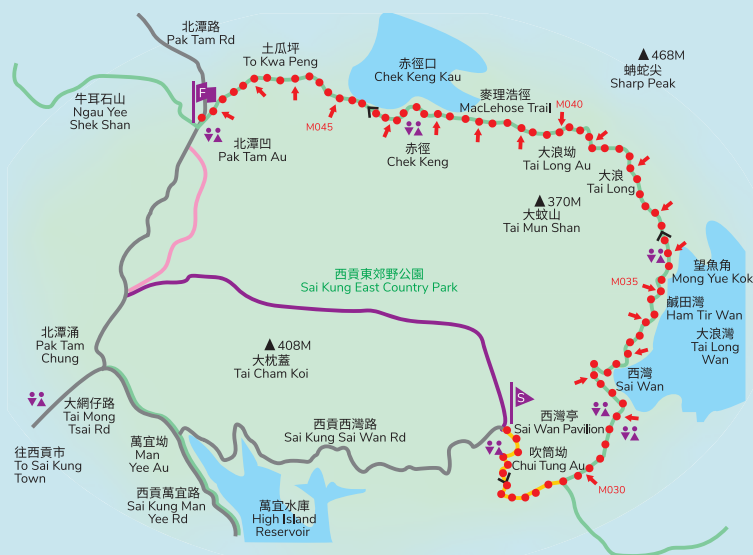 北潭路
Pak Tam Rd
土瓜坪
To Kwa Peng
赤徑口
Chek Keng Kau
468M
蚺蛇尖
Sharp Peak
牛耳石山
Ngau Yee
Shek Shan
F
麥理浩徑
MacLehose Trail
M040
M045
北潭凹
Pak Tam Au
赤徑
Chek Keng
大浪坳
Tai Long Au
大浪
Tai Long
370M
大蚊山
Tai Mun Shan
望魚角
Mong Yue Kok
西貢東郊野公園
Sai Kung East Country Park
M035
鹹田灣
Ham Tir Wan
大浪灣
Tai Long
Wan
北潭涌
Pak Tam
Chung
408M
大枕蓋
Tai Cham Koi
西灣
Sai Wan
S
大網仔路
Tai Mong
Tsai Rd
西貢西灣路
Sai Kung Sai Wan Rd
西灣亭
Sai Wan Pavilion
往西貢市
To Sai Kung
Town
萬宜坳
Man
Yee Au
吹筒坳
Chui Tung Au
西貢萬宜路
Sai Kung Man
Yee Rd
萬宜水庫
High Island
Reservoir
M030